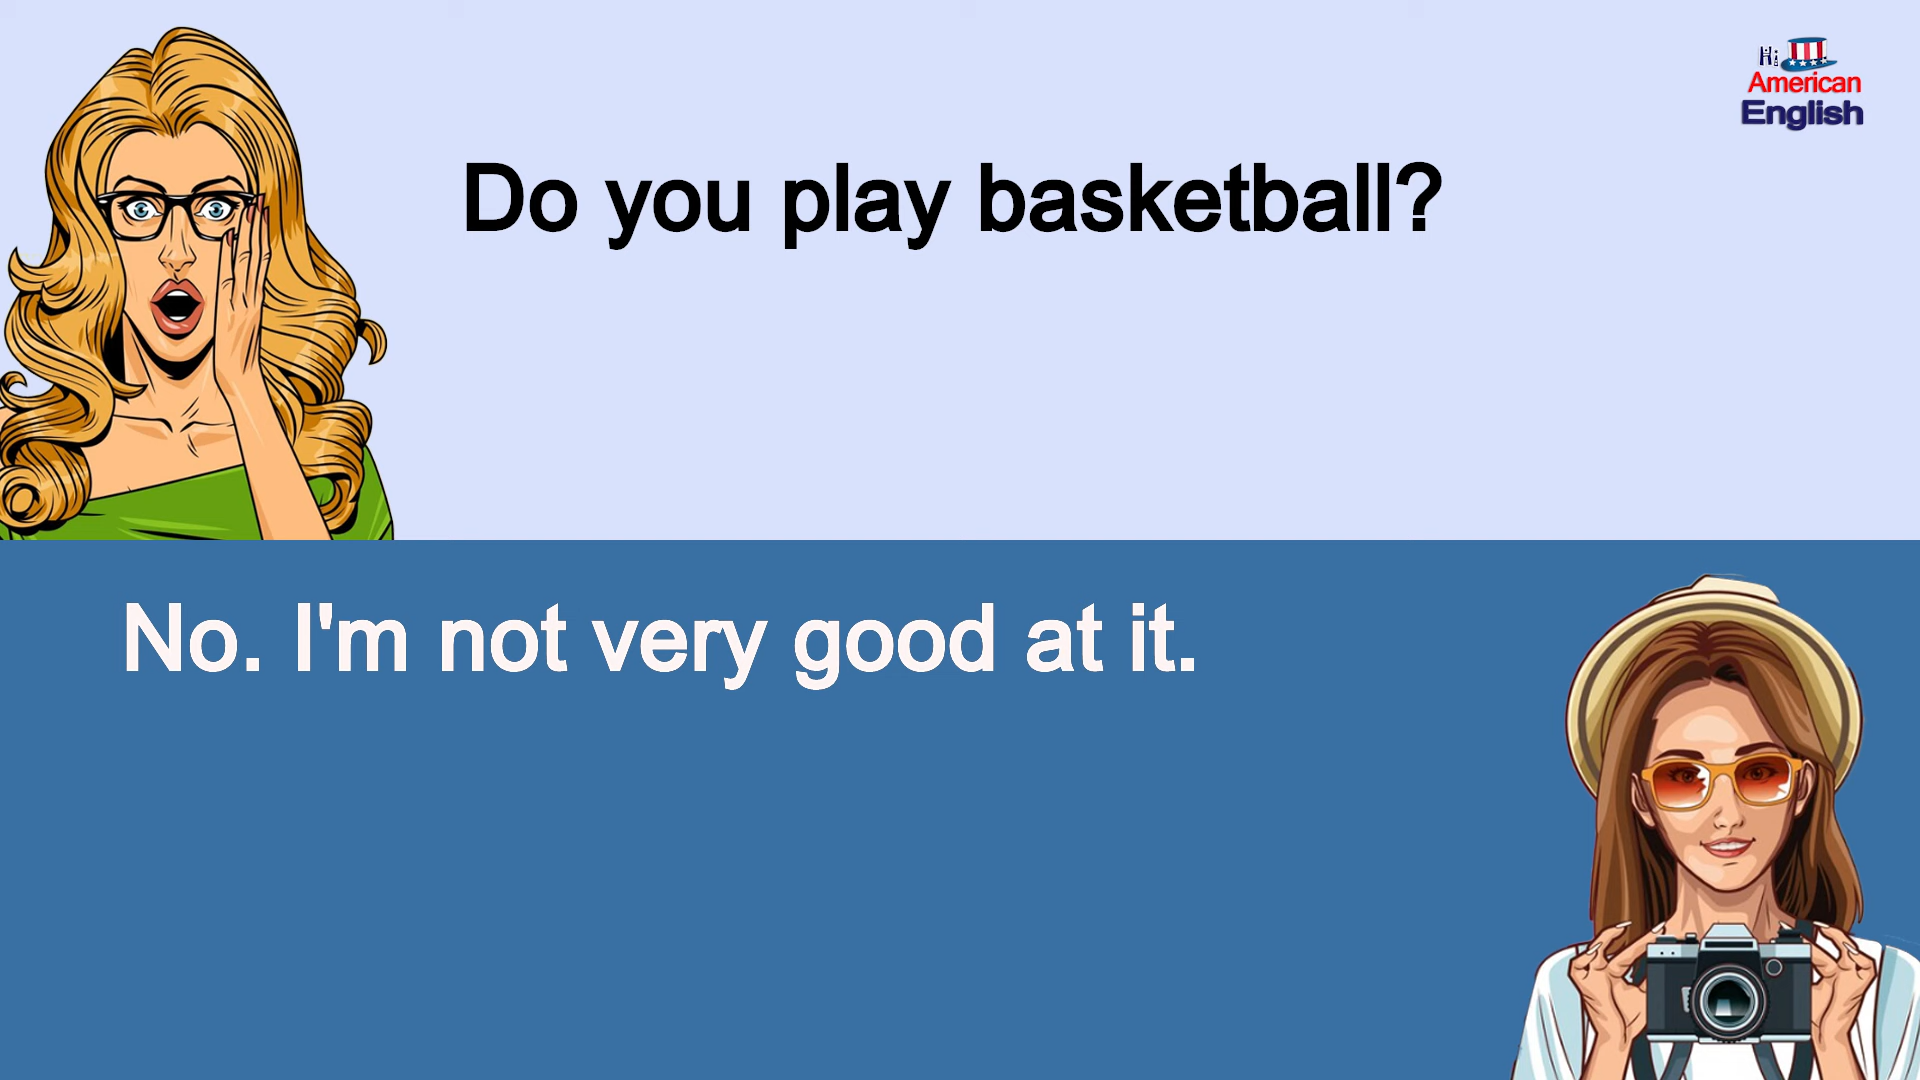 Hi
American
English
Do you play basketball?
No. I'm not very good at it.